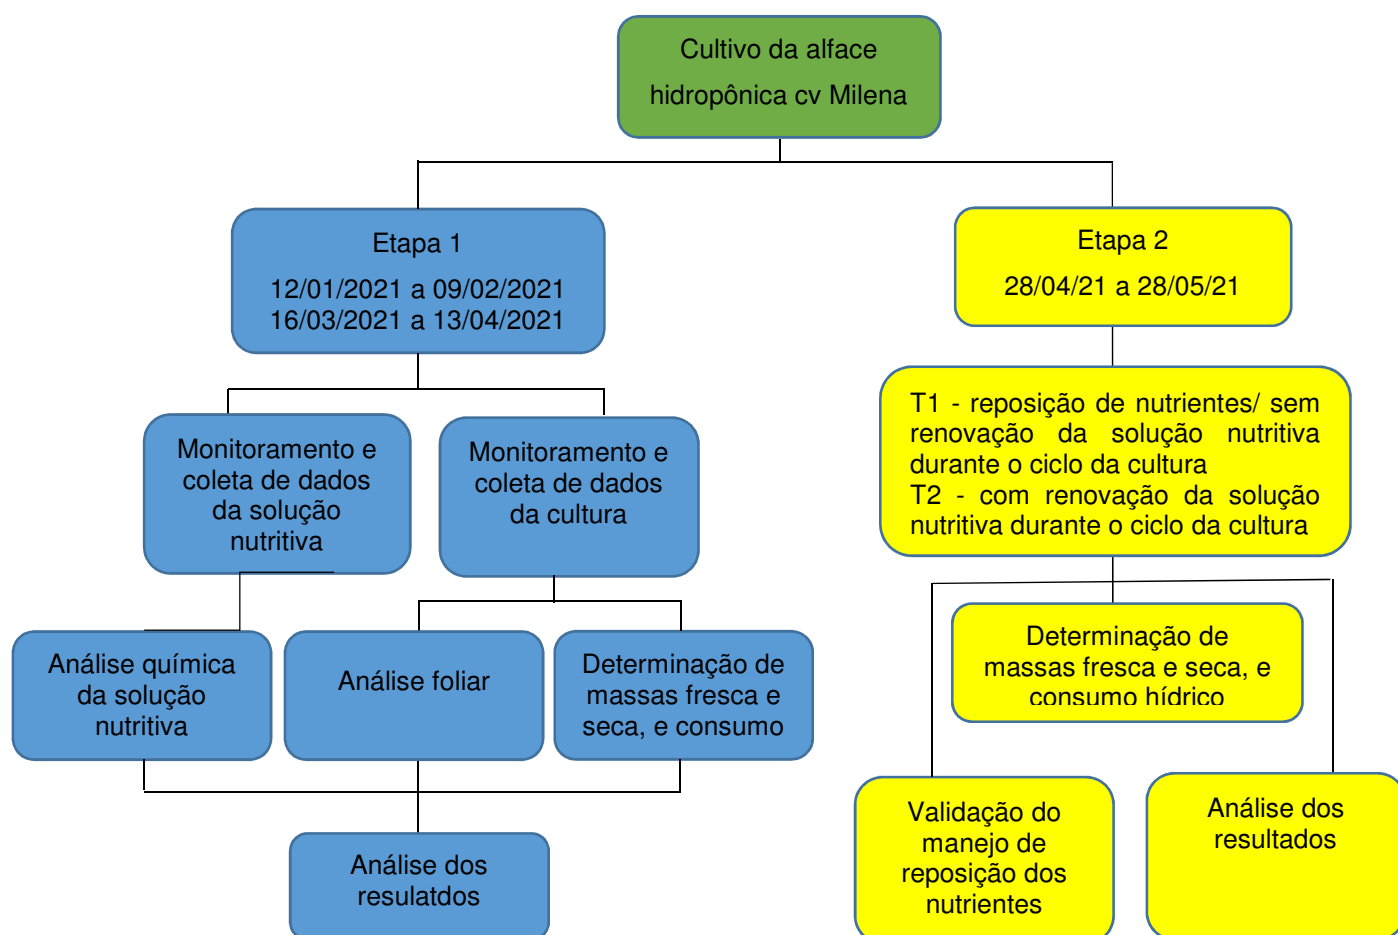 Cultivo da alface
hidropônica cv Milena
Etapa 1
12/01/2021 a 09/02/2021
16/03/2021 a 13/04/2021
Etapa 2
28/04/21 a 28/05/21
Monitoramento e
coleta de dados
da solução
nutritiva
Monitoramento e
coleta de dados
da cultura
T1 - reposição de nutrientes/ sem
renovação da solução nutritiva
durante o ciclo da cultura
T2 - com renovação da solução
nutritiva durante o ciclo da cultura
Análise química
da solução
nutritiva
Análise foliar
Determinação de
massas fresca e
seca, e consumo
Determinação de
massas fresca e seca, e
consumo hídrico
Análise dos
resulatdos
Validação do
manejo de
reposição dos
nutrientes
Análise dos
resultados